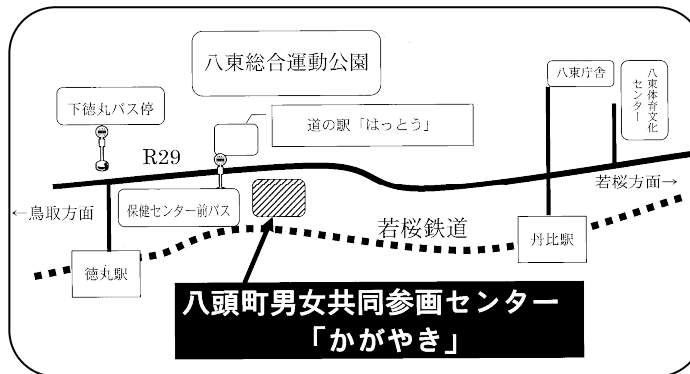 八東総合運動公園
八東庁舎
八東体育文化
センター
下徳丸バス停
道の駅「はっとう」
R29
若桜方面→
保健センター前バス
←鳥取方面
若桜鉄道
丹比駅
徳丸駅
八頭町男女共同参画センター
「かがやき」